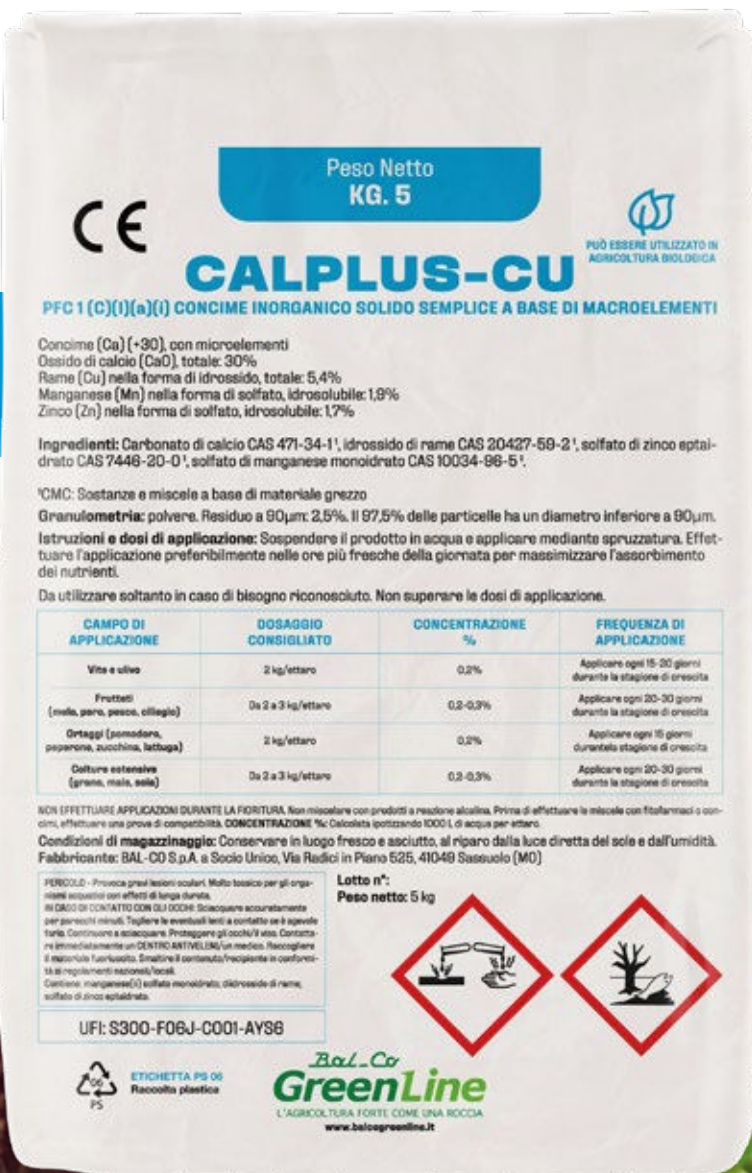 Peso Netto
KG. 5
CE
PUÒ ESSERE UTILIZZATO IN
AGRICOLTURA BIOLOGICA
CALPLUS-CU
PFC 1 (C)(I)(a)(i) CONCIME INORGANICO SOLIDO SEMPLICE A BASE DI MACROELEMENTI
Concime (Ca) (+30), con microelementi
Ossido di calcio (CaO), totale: 30%
Rame (Cu) nella forma di idrossido, totale: 5,4%
Manganese (Mn) nella forma di solfato, idrosolubile: 1,9%
Zinco (Zn) nella forma di solfato, idrosolubile: 1,7%
Ingredienti: Carbonato di calcio CAS 471-34-1¹, idrossido di rame CAS 20427-59-2¹, solfato di zinco eptai-
drato CAS 7446-20-0¹, solfato di manganese monoidrato CAS 10034-96-5¹.
¹CMC: Sostanze e miscele a base di materiale grezzo
Granulometria: polvere. Residuo a 90μm: 2,5%. Il 97,5% delle particelle ha un diametro inferiore a 90μm.
Istruzioni e dosi di applicazione: Sospendere il prodotto in acqua e applicare mediante spruzzatura. Effet-
tuare l'applicazione preferibilmente nelle ore più fresche della giornata per massimizzare l'assorbimento
dei nutrienti.
Da utilizzare soltanto in caso di bisogno riconosciuto. Non superare le dosi di applicazione.
CAMPO DI APPLICAZIONE DOSAGGIO CONSIGLIATO CONCENTRAZIONE % FREQUENZA DI APPLICAZIONE
Vite e ulivo 2 kg/ettaro 0,2% Applicare ogni 15-20 giorni durante la stagione di crescita
Frutteti (melo, pero, pesco, ciliegio) Da 2 a 3 kg/ettaro 0,2-0,3% Applicare ogni 20-30 giorni durante la stagione di crescita
Ortaggi (pomodoro, peperone, zucchina, lattuga) 2 kg/ettaro 0,2% Applicare ogni 15 giorni durantela stagione di crescita
Colture estensive (grano, mais, soia) Da 2 a 3 kg/ettaro 0,2-0,3% Applicare ogni 20-30 giorni durante la stagione di crescita
NON EFFETTUARE APPLICAZIONI DURANTE LA FIORITURA. Non miscelare con prodotti a reazione alcalina. Prima di effettuare le miscele con fitofarmaci o con-
cimi, effettuare una prova di compatibilità. CONCENTRAZIONE %: Calcolata ipotizzando 1000 L di acqua per ettaro.
Condizioni di magazzinaggio: Conservare in luogo fresco e asciutto, al riparo dalla luce diretta del sole e dall'umidità.
Fabbricante: BAL-CO S.p.A. a Socio Unico, Via Radici in Piano 525, 41049 Sassuolo (MO)
PERICOLO - Provoca gravi lesioni oculari. Molto tossico per gli orga-
nismi acquatici con effetti di lunga durata.
IN CASO DI CONTATTO CON GLI OCCHI: Sciacquare accuratamente
per parecchi minuti. Togliere le eventuali lenti a contatto se è agevole
farlo. Continuare a sciacquare. Proteggere gli occhi/il viso. Contatta-
re immediatamente un CENTRO ANTIVELENI/un medico. Raccogliere
il materiale fuoriuscito. Smaltire il contenuto/recipiente in conformi-
tà ai regolamenti nazionali/locali.
Contiene: manganese(ii) solfato monoidrato; diidrossido di rame;
solfato di zinco eptaidrato.
Lotto n°:
Peso netto: 5 kg
UFI: S300-F06J-C001-AYS6
06
PS
ETICHETTA PS 06
Raccolta plastica
Bal-Co
GreenLine
L'AGRICOLTURA FORTE COME UNA ROCCIA
www.balcogreenline.it